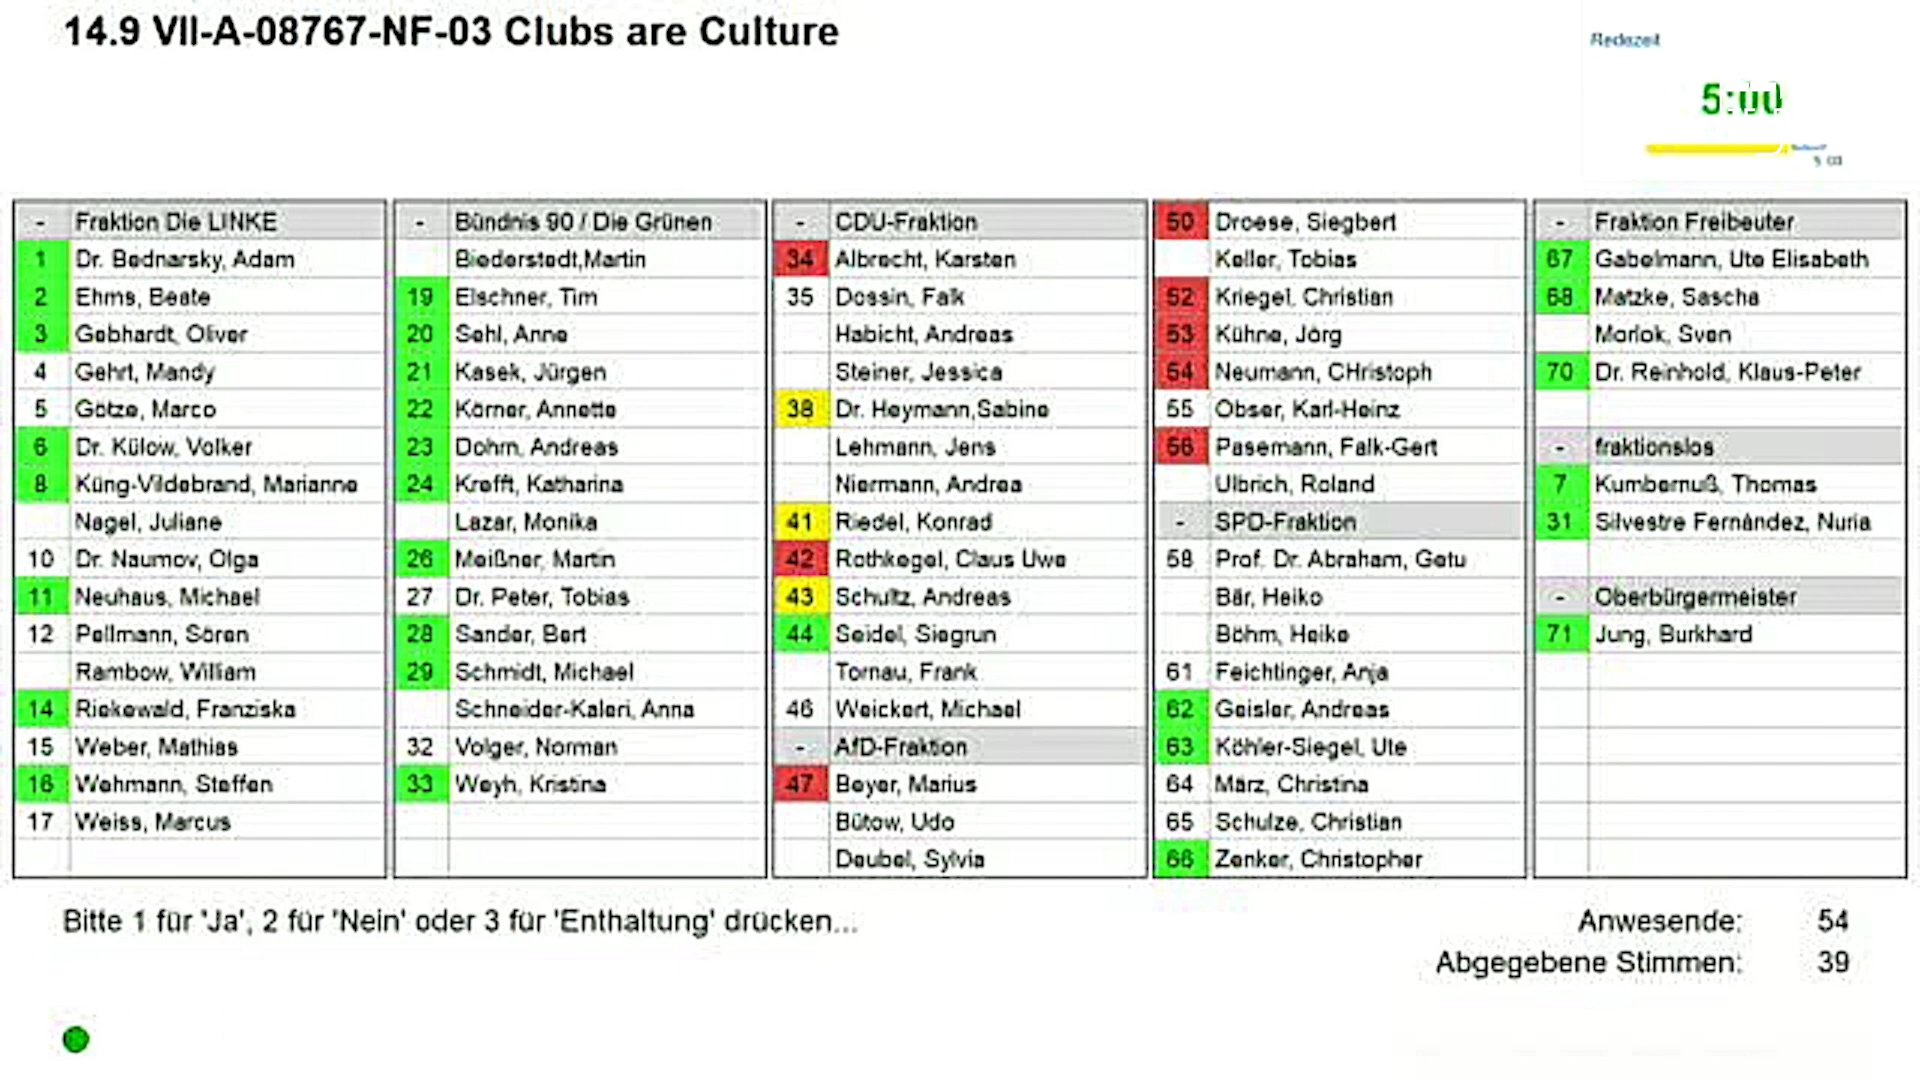 14.9 VII-A-08767-NF-03 Clubs are Culture
Redezeit
5:00
- Fraktion Die LINKE
1 Dr. Bednarsky, Adam
2 Ehms, Beate
3 Gebhardt, Oliver
4 Gehrt, Mandy
5 Götze, Marco
6 Dr. Külow, Volker
8 Küng-Vildebrand, Marianne
Nagel, Juliane
10 Dr. Naumov, Olga
11 Neuhaus, Michael
12 Pellmann, Sören
Rambow, William
14 Riekewald, Franziska
15 Weber, Mathias
16 Wehmann, Steffen
17 Weiss, Marcus
- Bündnis 90 / Die Grünen
Biederstedt,Martin
19 Elschner, Tim
20 Sehl, Anne
21 Kasek, Jürgen
22 Körner, Annette
23 Dohrn, Andreas
24 Krefft, Katharina
Lazar, Monika
26 Meißner, Martin
27 Dr. Peter, Tobias
28 Sander, Bert
29 Schmidt, Michael
Schneider-Kaleri, Anna
32 Volger, Norman
33 Weyh, Kristina
- CDU-Fraktion
34 Albrecht, Karsten
35 Dossin, Falk
Habicht, Andreas
Steiner, Jessica
38 Dr. Heymann,Sabine
Lehmann, Jens
Niermann, Andrea
41 Riedel, Konrad
42 Rothkegel, Claus Uwe
43 Schultz, Andreas
44 Seidel, Siegrun
Tornau, Frank
46 Weickert, Michael
- AfD-Fraktion
47 Beyer, Marius
Bütow, Udo
Deubel, Sylvia
50 Droese, Siegbert
Keller, Tobias
52 Kriegel, Christian
53 Kühne, Jörg
54 Neumann, CHristoph
55 Obser, Karl-Heinz
56 Pasemann, Falk-Gert
Ulbrich, Roland
- SPD-Fraktion
58 Prof. Dr. Abraham, Getu
Bär, Heiko
Böhm, Heike
61 Feichtinger, Anja
62 Geisler, Andreas
63 Köhler-Siegel, Ute
64 März, Christina
65 Schulze, Christian
66 Zenker, Christopher
- Fraktion Freibeuter
67 Gabelmann, Ute Elisabeth
68 Matzke, Sascha
Morlok, Sven
70 Dr. Reinhold, Klaus-Peter
- fraktionslos
7 Kumbernuß, Thomas
31 Silvestre Fernández, Nuria
- Oberbürgermeister
71 Jung, Burkhard
Bitte 1 für 'Ja', 2 für 'Nein' oder 3 für 'Enthaltung' drücken...
Anwesende: 54
Abgegebene Stimmen: 39